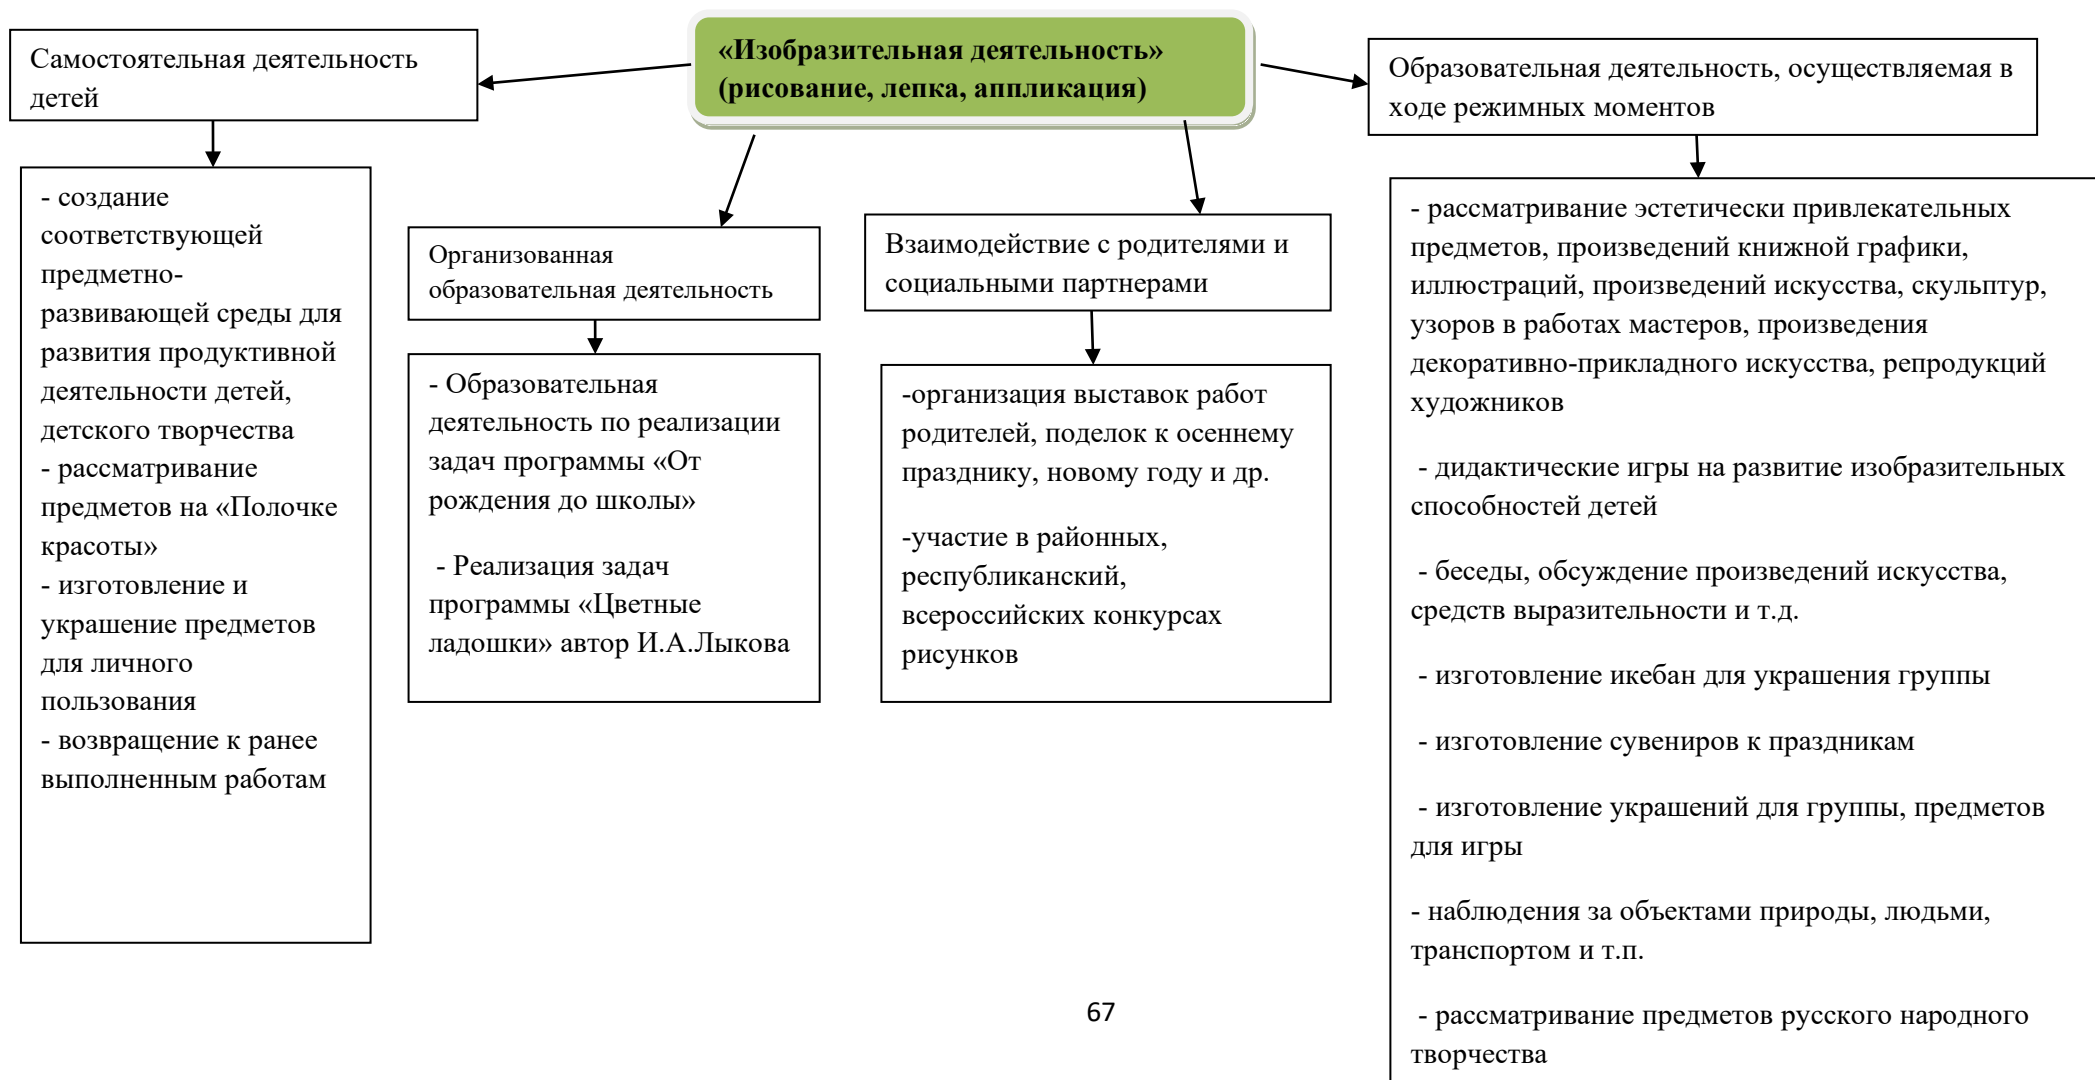 «Изобразительная деятельность»
(рисование, лепка, аппликация)
Самостоятельная деятельность
детей
- создание
соответствующей
предметно-
развивающей среды для
развития продуктивной
деятельности детей,
детского творчества
- рассматривание
предметов на «Полочке
красоты»
- изготовление и
украшение предметов
для личного
пользования
- возвращение к ранее
выполненным работам
Организованная
образовательная деятельность
- Образовательная
деятельность по реализации
задач программы «От
рождения до школы»
- Реализация задач
программы «Цветные
ладошки» автор И.А.Лыкова
Взаимодействие с родителями и
социальными партнерами
-организация выставок работ
родителей, поделок к осеннему
празднику, новому году и др.
-участие в районных,
республиканский,
всероссийских конкурсах
рисунков
Образовательная деятельность, осуществляемая в
ходе режимных моментов
- рассматривание эстетически привлекательных
предметов, произведений книжной графики,
иллюстраций, произведений искусства, скульптур,
узоров в работах мастеров, произведения
декоративно-прикладного искусства, репродукций
художников
- дидактические игры на развитие изобразительных
способностей детей
- беседы, обсуждение произведений искусства,
средств выразительности и т.д.
- изготовление икебан для украшения группы
- изготовление сувениров к праздникам
- изготовление украшений для группы, предметов
для игры
- наблюдения за объектами природы, людьми,
транспортом и т.п.
- рассматривание предметов русского народного
творчества
67